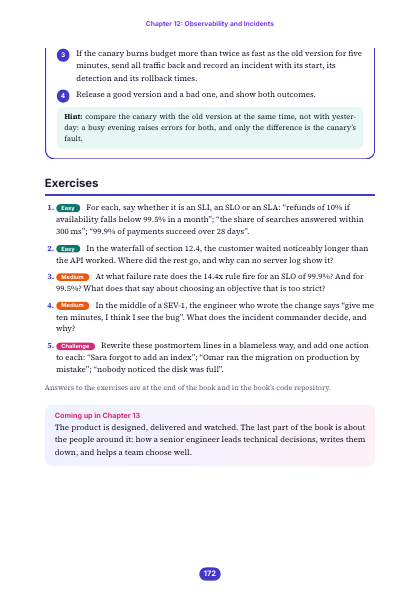 Chapter 12: Observability and Incidents
3 If the canary burns budget more than twice as fast as the old version for five
minutes, send all traffic back and record an incident with its start, its
detection and its rollback times.
4 Release a good version and a bad one, and show both outcomes.
Hint: compare the canary with the old version at the same time, not with yester-
day: a busy evening raises errors for both, and only the difference is the canary's
fault.
Exercises
1. Easy For each, say whether it is an SLI, an SLO or an SLA: “refunds of 10% if
availability falls below 99.5% in a month”; “the share of searches answered within
300 ms”; “99.9% of payments succeed over 28 days”.
2. Easy In the waterfall of section 12.4, the customer waited noticeably longer than
the API worked. Where did the rest go, and why can no server log show it?
3. Medium At what failure rate does the 14.4x rule fire for an SLO of 99.9%? And for
99.5%? What does that say about choosing an objective that is too strict?
4. Medium In the middle of a SEV-1, the engineer who wrote the change says “give me
ten minutes, I think I see the bug”. What does the incident commander decide, and
why?
5. Challenge Rewrite these postmortem lines in a blameless way, and add one action
to each: “Sara forgot to add an index”; “Omar ran the migration on production by
mistake”; “nobody noticed the disk was full”.
Answers to the exercises are at the end of the book and in the book's code repository.
Coming up in Chapter 13
The product is designed, delivered and watched. The last part of the book is about
the people around it: how a senior engineer leads technical decisions, writes them
down, and helps a team choose well.
172